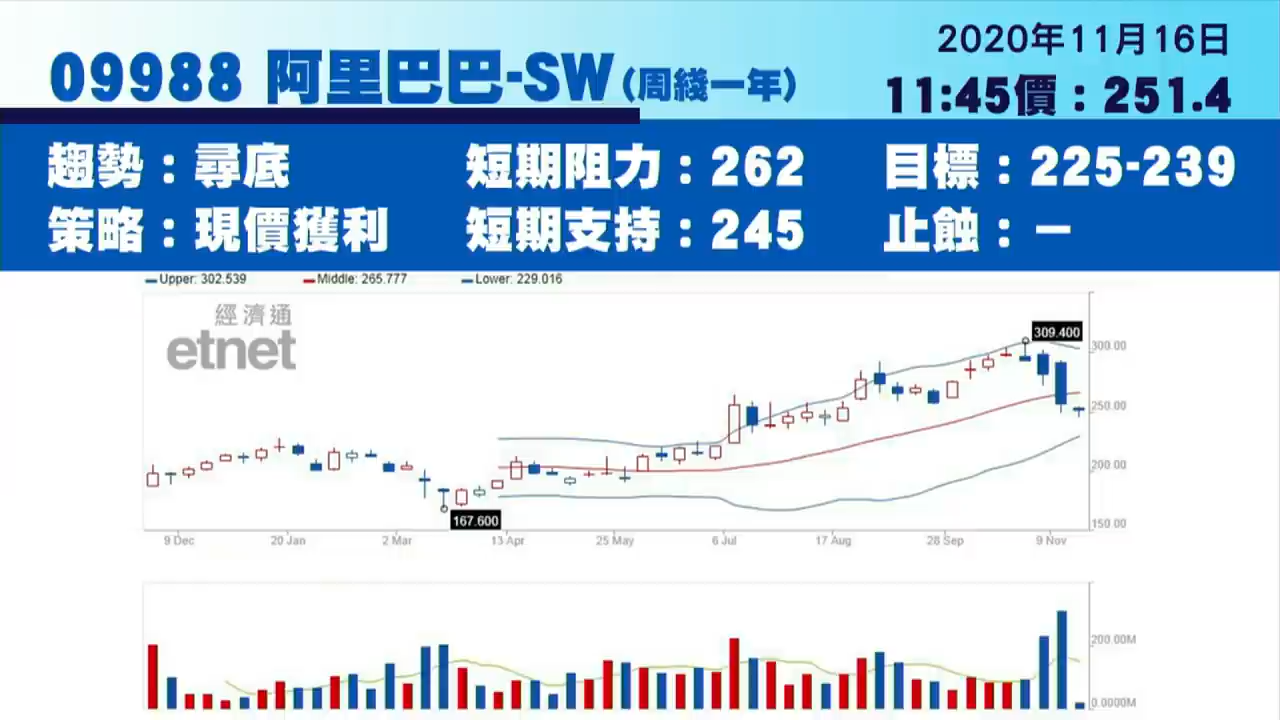 09988 阿里巴巴-SW(周綫一年)
2020年11月16日
11:45價：251.4
趨勢：尋底
短期阻力：262
目標：225-239
策略：現價獲利
短期支持：245
止蝕：－
Upper: 302.539
Middle: 265.777
Lower: 229.016
經濟通
etnet
309.400
167.600
300.00
250.00
200.00
150.00
9 Dec
20 Jan
2 Mar
13 Apr
25 May
6 Jul
17 Aug
28 Sep
9 Nov
200.00M
0.0000M